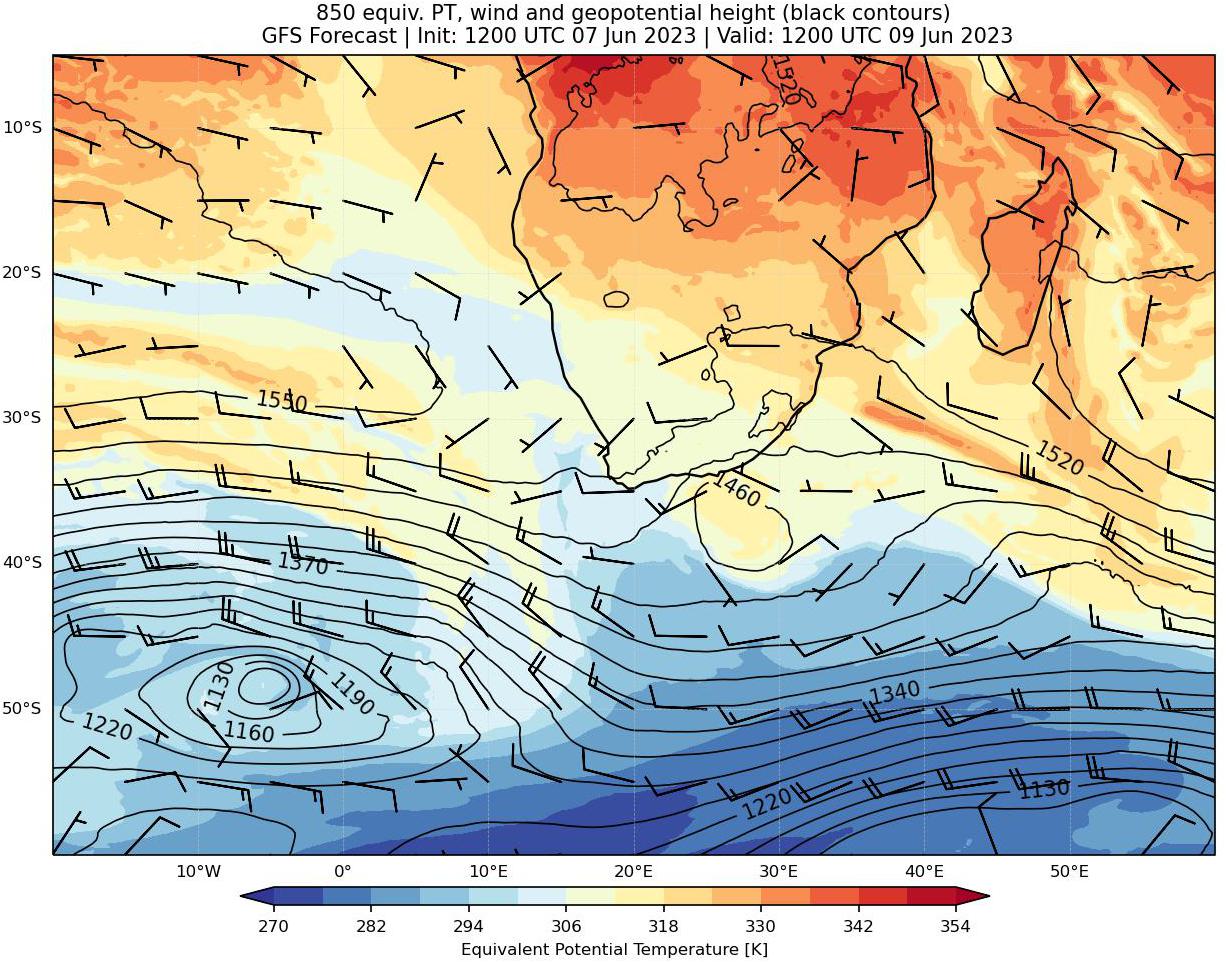 850 equiv. PT, wind and geopotential height (black contours)
GFS Forecast | Init: 1200 UTC 07 Jun 2023 | Valid: 1200 UTC 09 Jun 2023
1520
10°S
20°S
1550
30°S
1520
1460
1370
40°S
1130
1190
1340
50°S
1220
1160
1220
1130
10°W
0°
10°E
20°E
30°E
40°E
50°E
270
282
294
306
318
330
342
354
Equivalent Potential Temperature [K]